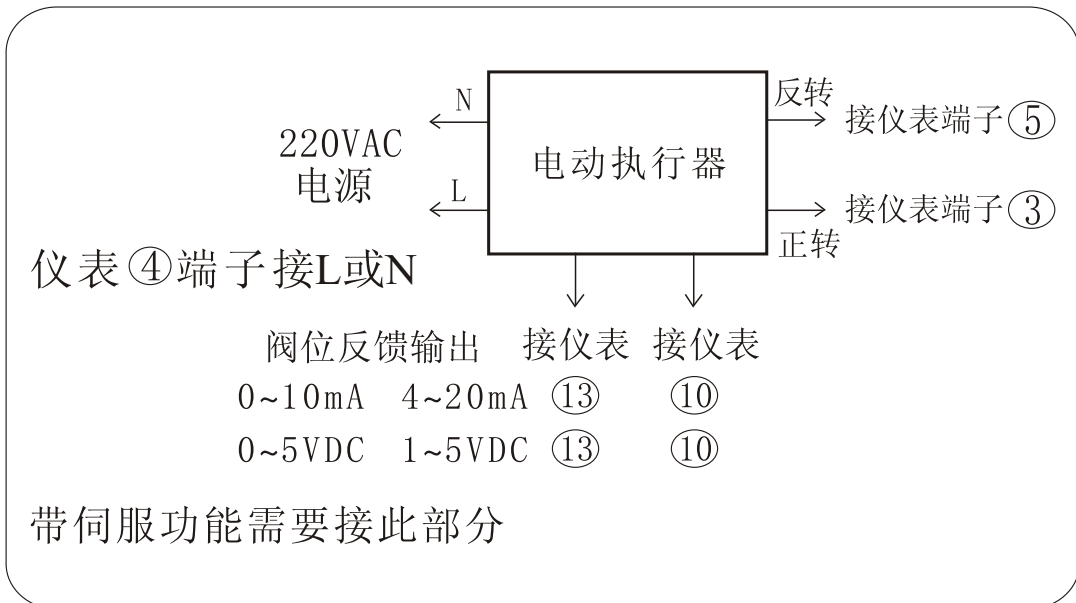 N
反转
接仪表端子⑤
220VAC
电源
电动执行器
L
接仪表端子③
正转
仪表④端子接L或N
阀位反馈输出 接仪表 接仪表
0~10mA 4~20mA ⑬ ⑩
0~5VDC 1~5VDC ⑬ ⑩
带伺服功能需要接此部分